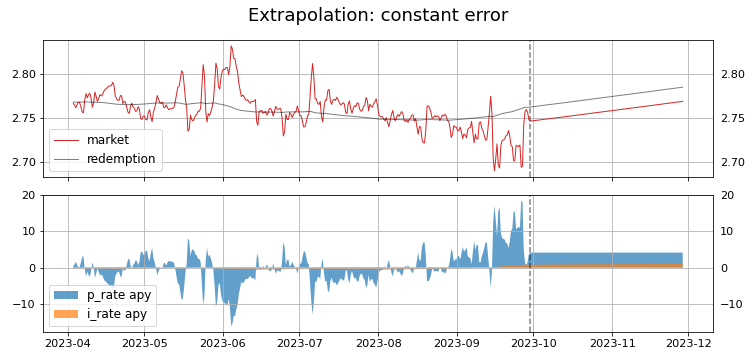 Extrapolation: constant error
2.80 2.80
2.75 2.75
2.70 2.70
market
redemption
20 20
10 10
0 0
−10 −10
p_rate apy
i_rate apy
2023-04 2023-05 2023-06 2023-07 2023-08 2023-09 2023-10 2023-11 2023-12